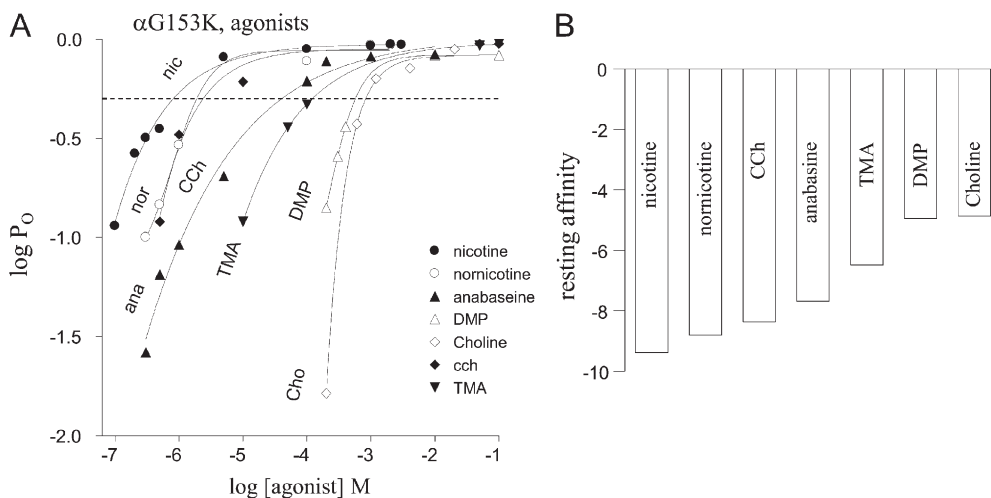 A
αG153K, agonists
0.0
-0.5
-1.0
-1.5
-2.0
log P_O
nic
nor
CCh
ana
TMA
DMP
Cho
nicotine
nornicotine
anabaseine
DMP
Choline
cch
TMA
-7 -6 -5 -4 -3 -2 -1
log [agonist] M
B
0
-2
-4
-6
-8
-10
resting affinity
nicotine
nornicotine
CCh
anabasine
TMA
DMP
Choline